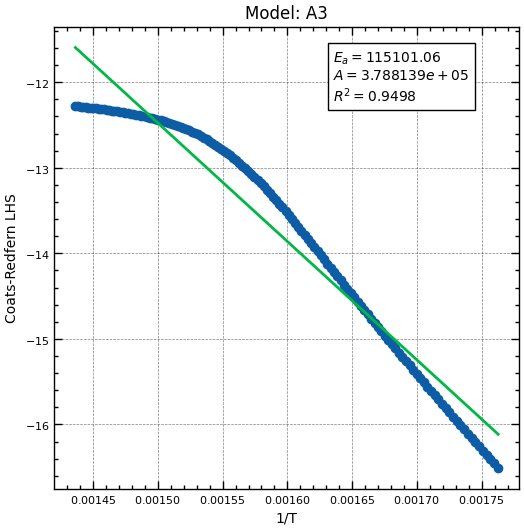 Model: A3
E_a = 115101.06
A = 3.788139e + 05
R^2 = 0.9498
Coats-Redfern LHS
−12
−13
−14
−15
−16
0.00145 0.00150 0.00155 0.00160 0.00165 0.00170 0.00175
1/T